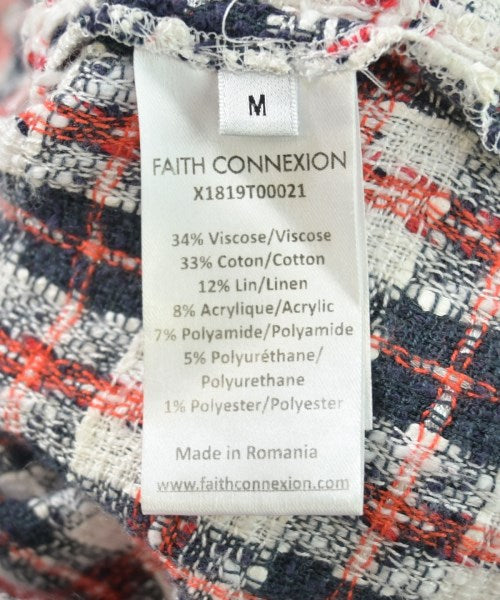 M
FAITH CONNEXION
X1819T00021
34% Viscose/Viscose
33% Coton/Cotton
12% Lin/Linen
8% Acrylique/Acrylic
7% Polyamide/Polyamide
5% Polyuréthane/
Polyurethane
1% Polyester/Polyester
Made in Romania
www.faithconnexion.com